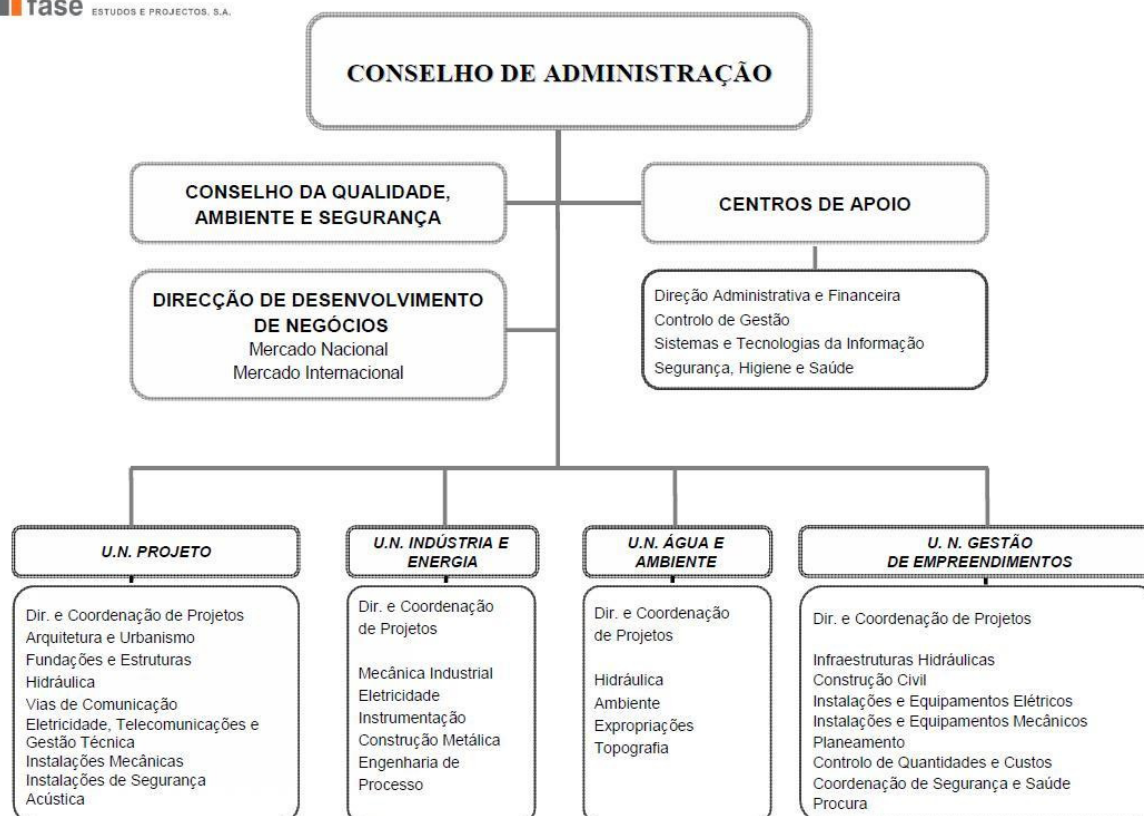 fase ESTUDOS E PROJECTOS. S.A.
CONSELHO DE ADMINISTRAÇÃO
CONSELHO DA QUALIDADE,
AMBIENTE E SEGURANÇA
CENTROS DE APOIO
DIRECÇÃO DE DESENVOLVIMENTO
DE NEGÓCIOS
Mercado Nacional
Mercado Internacional
Direção Administrativa e Financeira
Controlo de Gestão
Sistemas e Tecnologias da Informação
Segurança, Higiene e Saúde
U.N. PROJETO
Dir. e Coordenação de Projetos
Arquitetura e Urbanismo
Fundações e Estruturas
Hidráulica
Vias de Comunicação
Eletricidade, Telecomunicações e
Gestão Técnica
Instalações Mecânicas
Instalações de Segurança
Acústica
U.N. INDÚSTRIA E
ENERGIA
Dir. e Coordenação
de Projetos
Mecânica Industrial
Eletricidade
Instrumentação
Construção Metálica
Engenharia de
Processo
U.N. ÁGUA E
AMBIENTE
Dir. e Coordenação
de Projetos
Hidráulica
Ambiente
Expropriações
Topografia
U. N. GESTÃO
DE EMPREENDIMENTOS
Dir. e Coordenação de Projetos
Infraestruturas Hidráulicas
Construção Civil
Instalações e Equipamentos Elétricos
Instalações e Equipamentos Mecânicos
Planeamento
Controlo de Quantidades e Custos
Coordenação de Segurança e Saúde
Procura